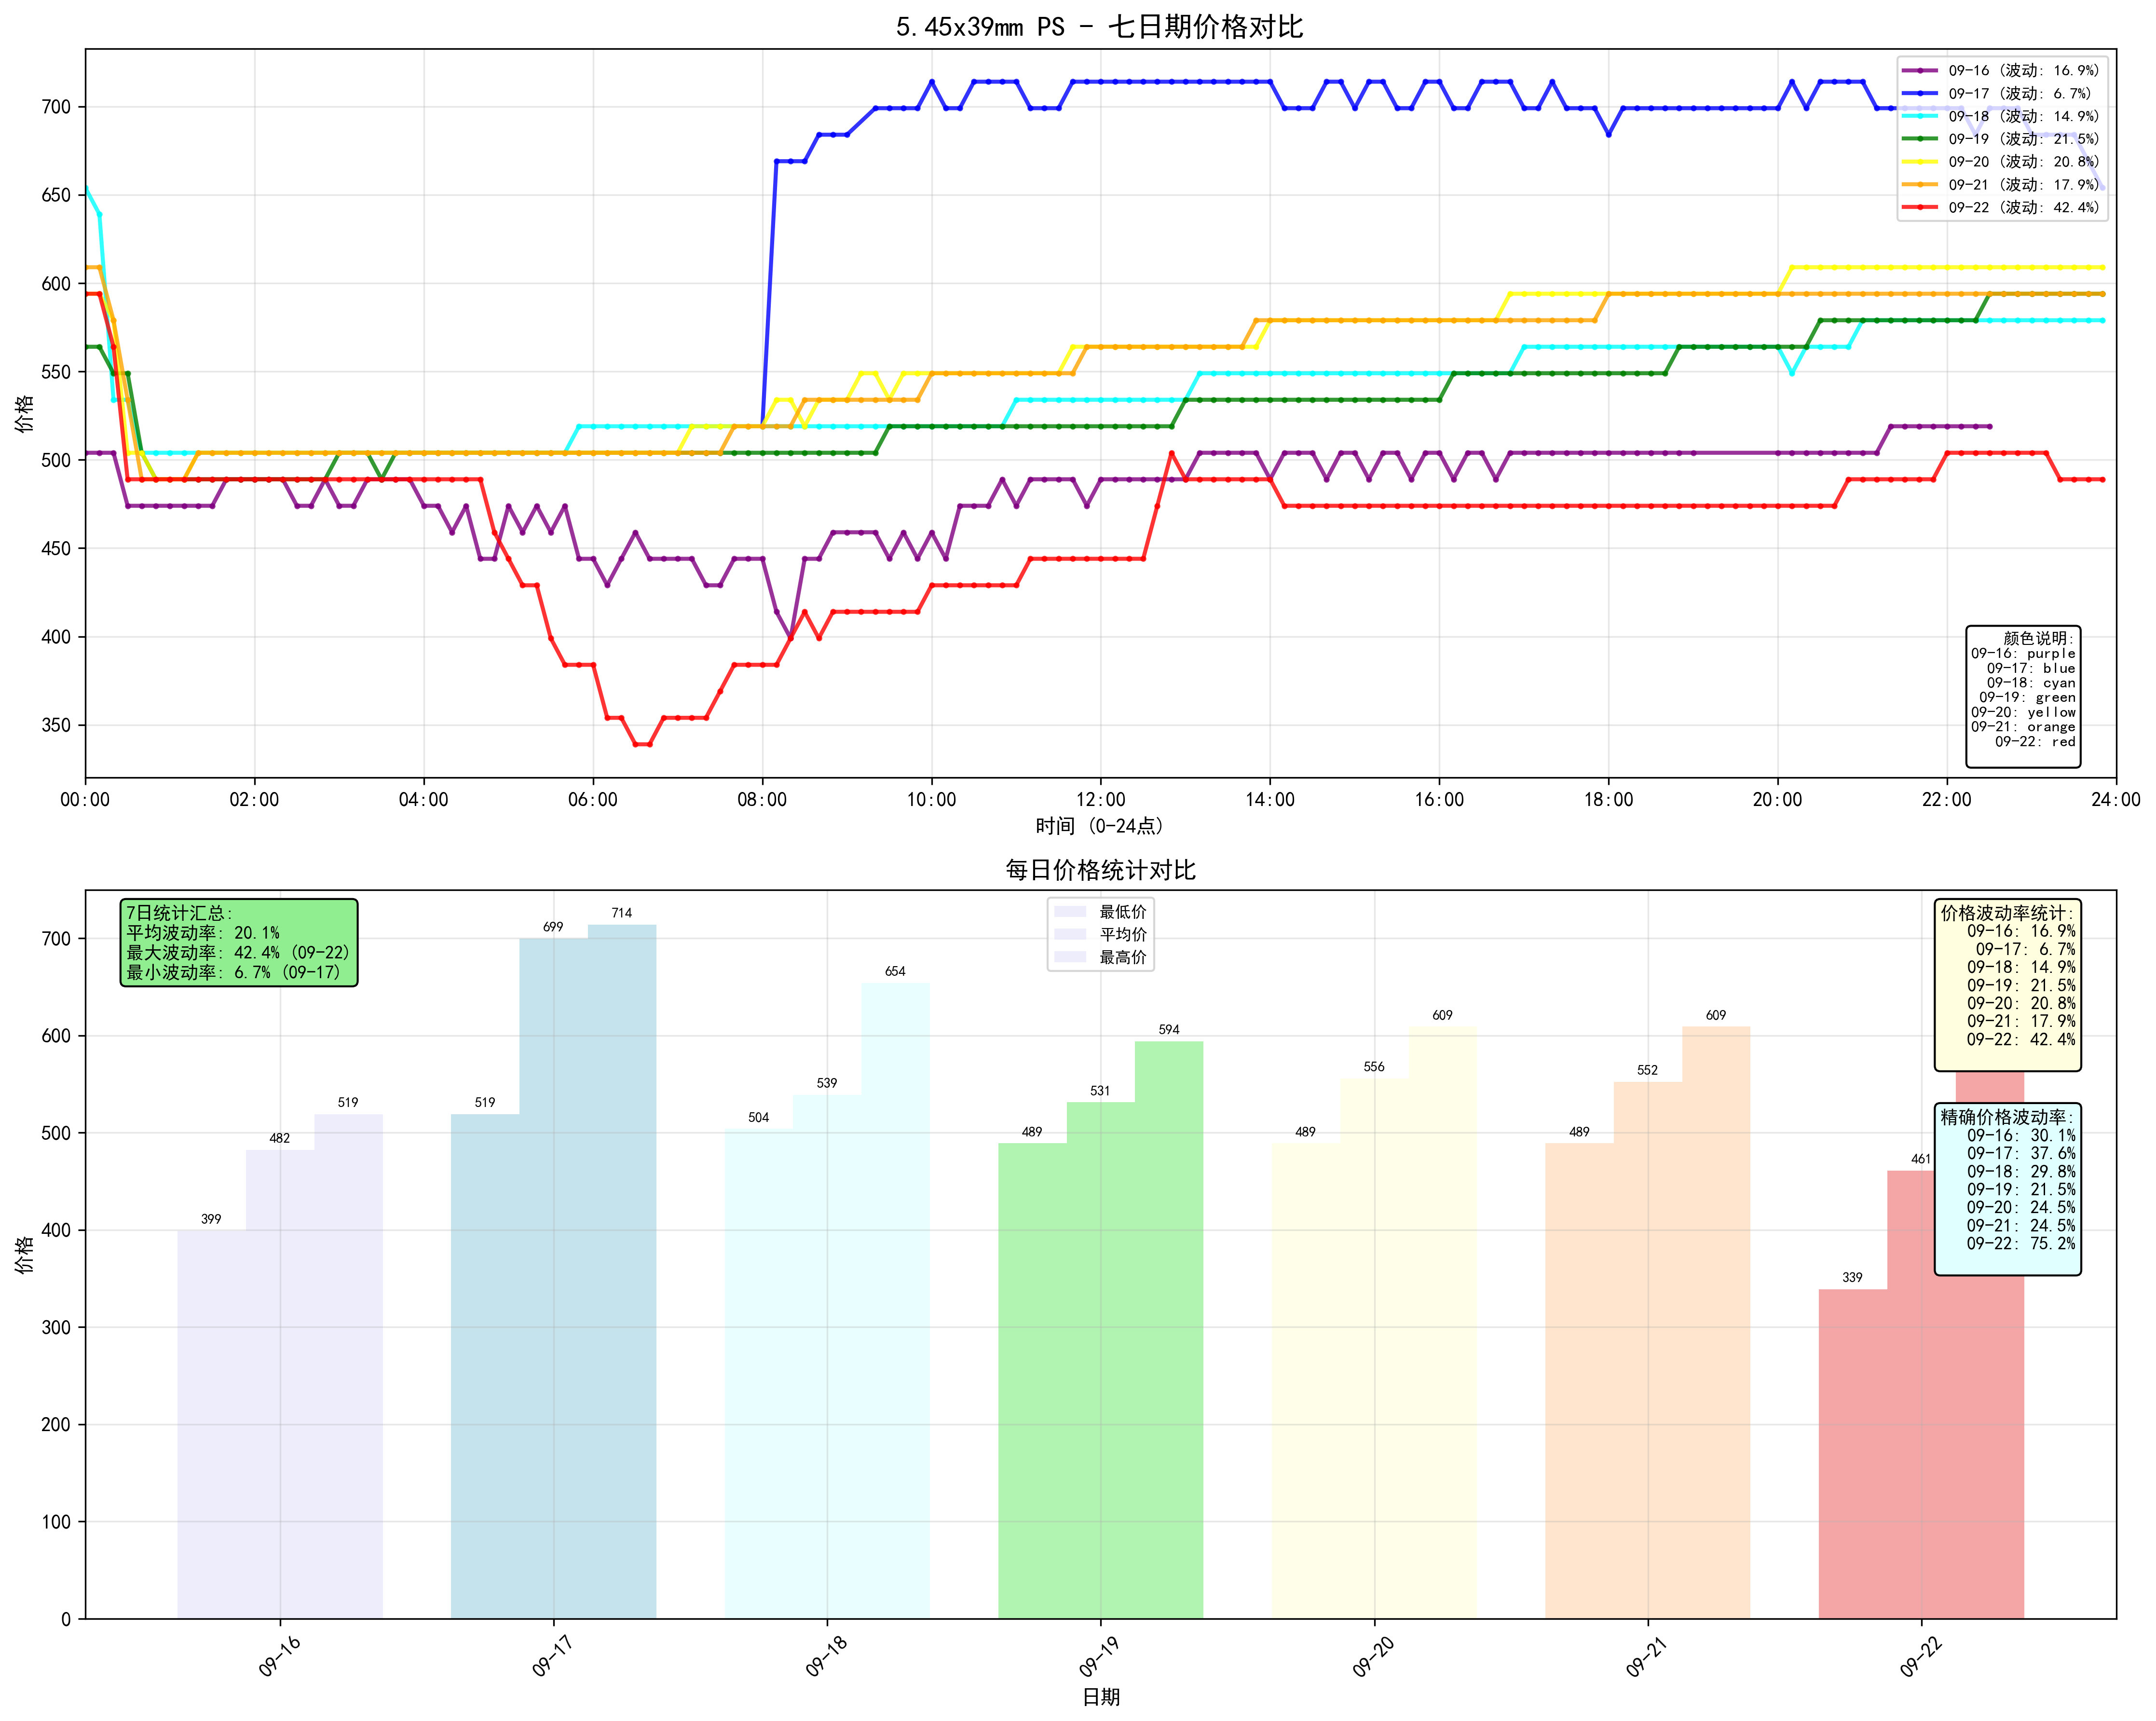 5.45x39mm PS - 七日期价格对比
价格
700
650
600
550
500
450
400
350
09-16 (波动: 16.9%)
09-17 (波动: 6.7%)
09-18 (波动: 14.9%)
09-19 (波动: 21.5%)
09-20 (波动: 20.8%)
09-21 (波动: 17.9%)
09-22 (波动: 42.4%)
颜色说明:
09-16: purple
09-17: blue
09-18: cyan
09-19: green
09-20: yellow
09-21: orange
09-22: red
00:00 02:00 04:00 06:00 08:00 10:00 12:00 14:00 16:00 18:00 20:00 22:00 24:00
时间 (0-24点)
每日价格统计对比
价格
700
600
500
400
300
200
100
0
7日统计汇总:
平均波动率: 20.1%
最大波动率: 42.4% (09-22)
最小波动率: 6.7% (09-17)
最低价
平均价
最高价
价格波动率统计:
09-16: 16.9%
09-17: 6.7%
09-18: 14.9%
09-19: 21.5%
09-20: 20.8%
09-21: 17.9%
09-22: 42.4%
精确价格波动率:
09-16: 30.1%
09-17: 37.6%
09-18: 29.8%
09-19: 21.5%
09-20: 24.5%
09-21: 24.5%
09-22: 75.2%
399 482 519
519 699 714
504 539 654
489 531 594
489 556 609
489 552 609
339 461
09-16 09-17 09-18 09-19 09-20 09-21 09-22
日期